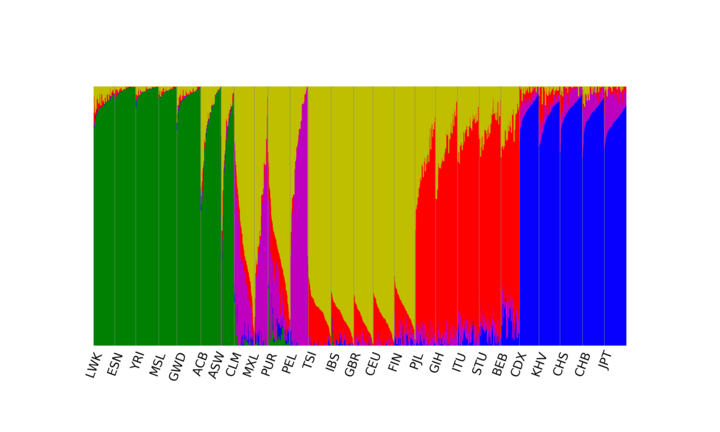 LWK
ESN
YRI
MSL
GWD
ACB
ASW
CLM
MXL
PUR
PEL
TSI
IBS
GBR
CEU
FIN
PJL
GIH
ITU
STU
BEB
CDX
KHV
CHS
CHB
JPT